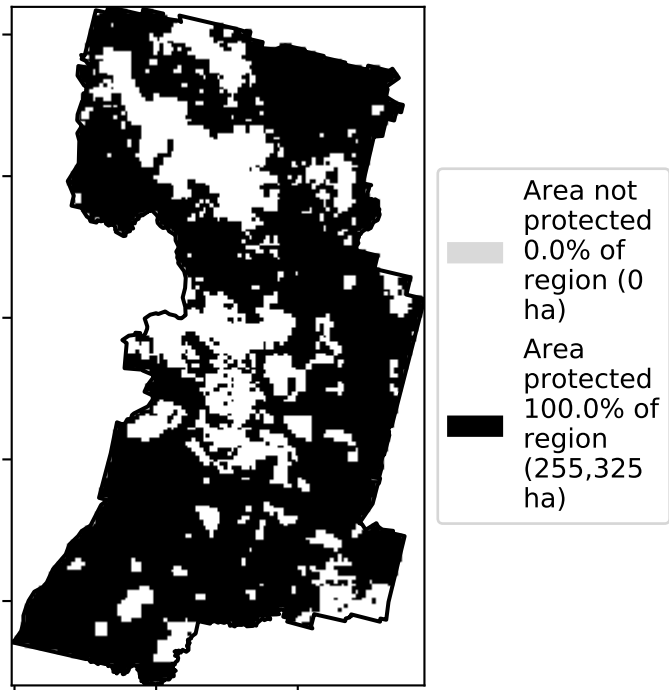 Area not
protected
0.0% of
region (0
ha)
Area
protected
100.0% of
region
(255,325
ha)